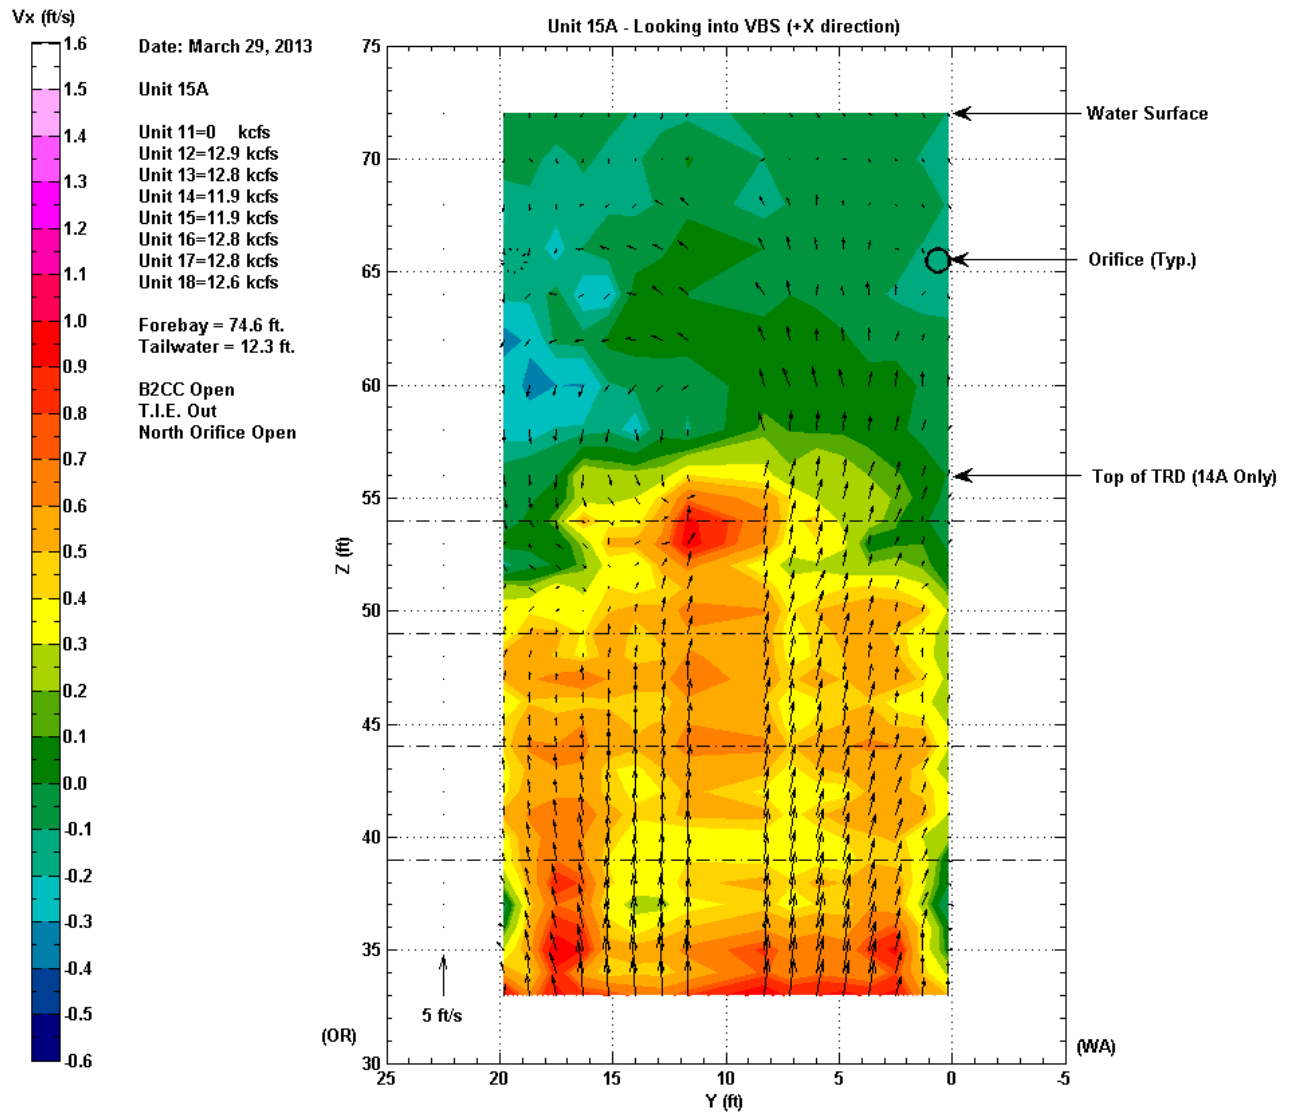 Vx (ft/s)
1.6
1.5
1.4
1.3
1.2
1.1
1.0
0.9
0.8
0.7
0.6
0.5
0.4
0.3
0.2
0.1
0.0
-0.1
-0.2
-0.3
-0.4
-0.5
-0.6
Date: March 29, 2013
Unit 15A
Unit 11=0 kcfs
Unit 12=12.9 kcfs
Unit 13=12.8 kcfs
Unit 14=11.9 kcfs
Unit 15=11.9 kcfs
Unit 16=12.8 kcfs
Unit 17=12.8 kcfs
Unit 18=12.6 kcfs
Forebay = 74.6 ft.
Tailwater = 12.3 ft.
B2CC Open
T.I.E. Out
North Orifice Open
Unit 15A - Looking into VBS (+X direction)
75
70
65
60
55
50
45
40
35
30
Z (ft)
5 ft/s
(OR)
25
20
15
10
5
0
-5
Y (ft)
(WA)
Water Surface
Orifice (Typ.)
Top of TRD (14A Only)